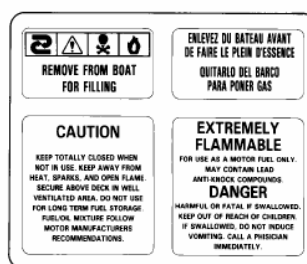 REMOVE FROM BOAT
FOR FILLING
ENLEVEZ DU BATEAU AVANT
DE FAIRE LE PLEIN D'ESSENCE
QUITARLO DEL BARCO
PARA PONER GAS
CAUTION
KEEP TOTALLY CLOSED WHEN
NOT IN USE. KEEP AWAY FROM
HEAT, SPARKS, AND OPEN FLAME.
SECURE ABOVE DECK IN WELL
VENTILATED AREA. DO NOT USE
FOR LONG TERM FUEL STORAGE.
FUEL/OIL MIXTURE FOLLOW
MOTOR MANUFACTURERS
RECOMMENDATIONS.
EXTREMELY
FLAMMABLE
FOR USE AS A MOTOR FUEL ONLY.
MAY CONTAIN LEAD
ANTI-KNOCK COMPOUNDS.
DANGER
HARMFUL OR FATAL IF SWALLOWED.
KEEP OUT OF REACH OF CHILDREN.
IF SWALLOWED, DO NOT INDUCE
VOMITING. CALL A PHISICIAN
IMMEDIATELY.